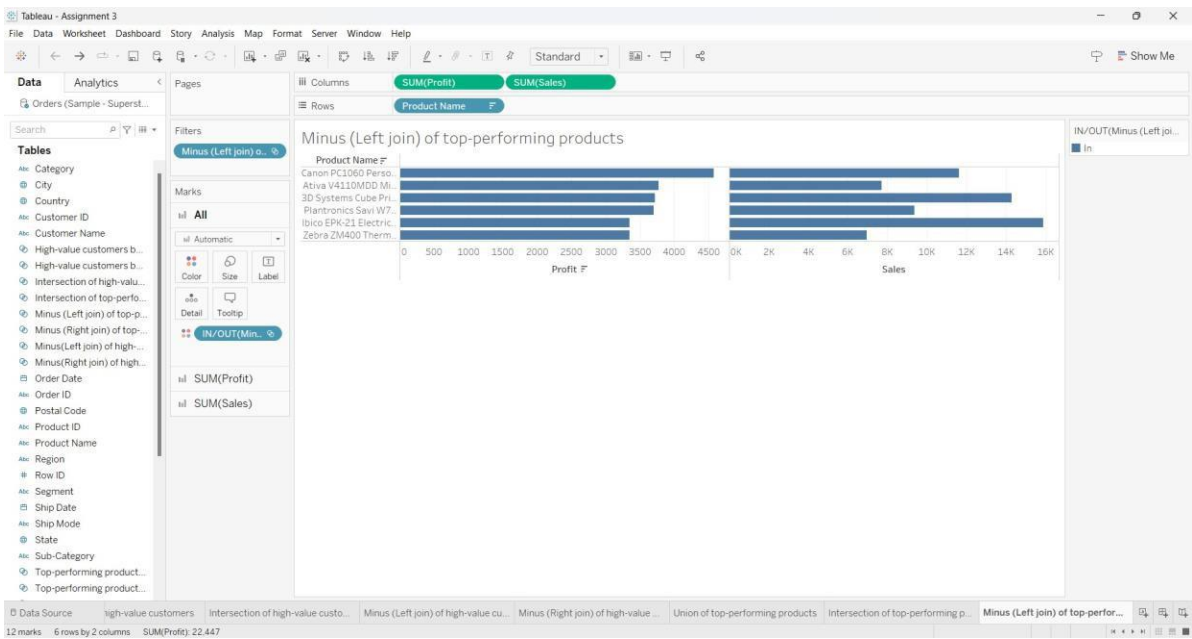 Tableau - Assignment 3
File Data Worksheet Dashboard Story Analysis Map Format Server Window Help
Standard
Show Me
Data Analytics
Orders (Sample - Superst...
Search
Tables
Abc Category
City
Country
Abc Customer ID
Abc Customer Name
High-value customers b...
High-value customers b...
Intersection of high-valu...
Intersection of top-perfo...
Minus (Left join) of top-p...
Minus (Right join) of top-...
Minus(Left join) of high-...
Minus(Right join) of high...
Order Date
Abc Order ID
Postal Code
Abc Product ID
Abc Product Name
Abc Region
# Row ID
Abc Segment
Ship Date
Abc Ship Mode
State
Abc Sub-Category
Top-performing product...
Top-performing product...
Pages
Filters
Minus (Left join) o..
Marks
All
Automatic
Color Size Label
Detail Tooltip
IN/OUT(Min..
SUM(Profit)
SUM(Sales)
Columns SUM(Profit) SUM(Sales)
Rows Product Name
Minus (Left join) of top-performing products
Product Name
Canon PC1060 Perso..
Ativa V4110MDD Mi..
3D Systems Cube Pri..
Plantronics Savi W7..
Ibico EPK-21 Electric..
Zebra ZM400 Therm..
0 500 1000 1500 2000 2500 3000 3500 4000 4500 0K 2K 4K 6K 8K 10K 12K 14K 16K
Profit Sales
IN/OUT(Minus (Left joi...
In
Data Source high-value customers Intersection of high-value custo... Minus (Left join) of high-value cu... Minus (Right join) of high-value ... Union of top-performing products Intersection of top-performing p... Minus (Left join) of top-perfor...
12 marks 6 rows by 2 columns SUM(Profit): 22,447